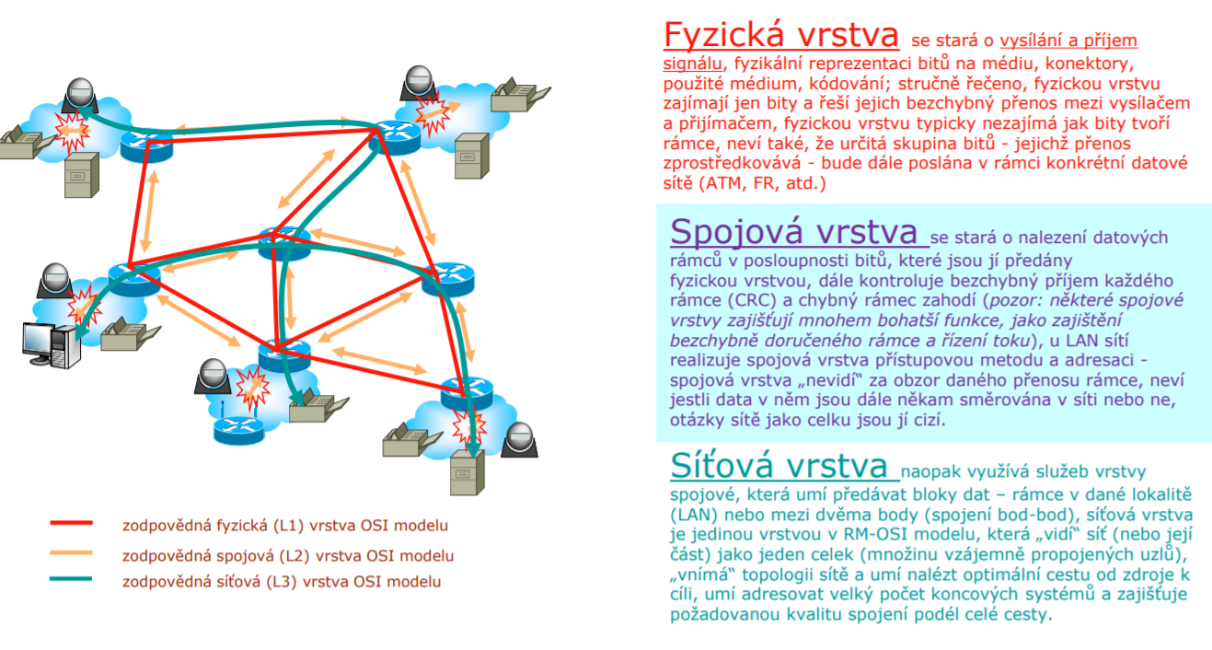 Fyzická vrstva se stará o vysílání a příjem
signálu, fyzikální reprezentaci bitů na médiu, konektory,
použité médium, kódování; stručně řečeno, fyzickou vrstvu
zajímají jen bity a řeší jejich bezchybný přenos mezi vysílačem
a přijímačem, fyzickou vrstvu typicky nezajímá jak bity tvoří
rámce, neví také, že určitá skupina bitů - jejichž přenos
zprostředkovává - bude dále poslána v rámci konkrétní datové
sítě (ATM, FR, atd.)
Spojová vrstva se stará o nalezení datových
rámců v posloupnosti bitů, které jsou jí předány
fyzickou vrstvou, dále kontroluje bezchybný příjem každého
rámce (CRC) a chybný rámec zahodí (pozor: některé spojové
vrstvy zajišťují mnohem bohatší funkce, jako zajištění
bezchybně doručeného rámce a řízení toku), u LAN sítí
realizuje spojová vrstva přístupovou metodu a adresaci -
spojová vrstva „nevidí“ za obzor daného přenosu rámce, neví
jestli data v něm jsou dále někam směrována v síti nebo ne,
otázky sítě jako celku jsou jí cizí.
Síťová vrstva naopak využívá služeb vrstvy
spojové, která umí předávat bloky dat – rámce v dané lokalitě
(LAN) nebo mezi dvěma body (spojení bod-bod), síťová vrstva
je jedinou vrstvou v RM-OSI modelu, která „vidí“ síť (nebo její
část) jako jeden celek (množinu vzájemně propojených uzlů),
„vnímá“ topologii sítě a umí nalézt optimální cestu od zdroje k
cíli, umí adresovat velký počet koncových systémů a zajišťuje
požadovanou kvalitu spojení podél celé cesty.
zodpovědná fyzická (L1) vrstva OSI modelu
zodpovědná spojová (L2) vrstva OSI modelu
zodpovědná síťová (L3) vrstva OSI modelu